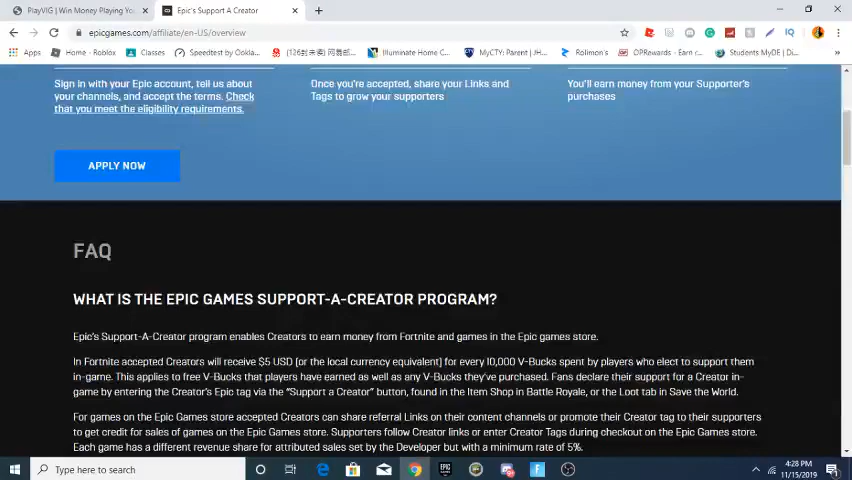 PlayVIG | Win Money Playing Yo
Epic's Support A Creator
epicgames.com/affiliate/en-US/overview
Apps
Home - Roblox
Classes
Speedtest by Ookla...
(126封未读) 网易邮...
Illuminate Home C...
MyCTY: Parent | JH...
Rolimon's
OPRewards - Earn c...
Students MyDE | Di...
Sign in with your Epic account, tell us about
your channels, and accept the terms. Check
that you meet the eligibility requirements.
Once you're accepted, share your Links and
Tags to grow your supporters
You'll earn money from your Supporter's
purchases
APPLY NOW
FAQ
WHAT IS THE EPIC GAMES SUPPORT-A-CREATOR PROGRAM?
Epic's Support-A-Creator program enables Creators to earn money from Fortnite and games in the Epic games store.
In Fortnite accepted Creators will receive $5 USD (or the local currency equivalent) for every 10,000 V-Bucks spent by players who elect to support them
in-game. This applies to free V-Bucks that players have earned as well as any V-Bucks they've purchased. Fans declare their support for a Creator in-
game by entering the Creator's Epic tag via the "Support a Creator" button, found in the Item Shop in Battle Royale, or the Loot tab in Save the World.
For games on the Epic Games store accepted Creators can share referral Links on their content channels or promote their Creator tag to their supporters
to get credit for sales of games on the Epic Games store. Supporters follow Creator links or enter Creator Tags during checkout on the Epic Games store.
Each game has a different revenue share for attributed sales set by the Developer but with a minimum rate of 5%.
Type here to search
4:28 PM
11/15/2019